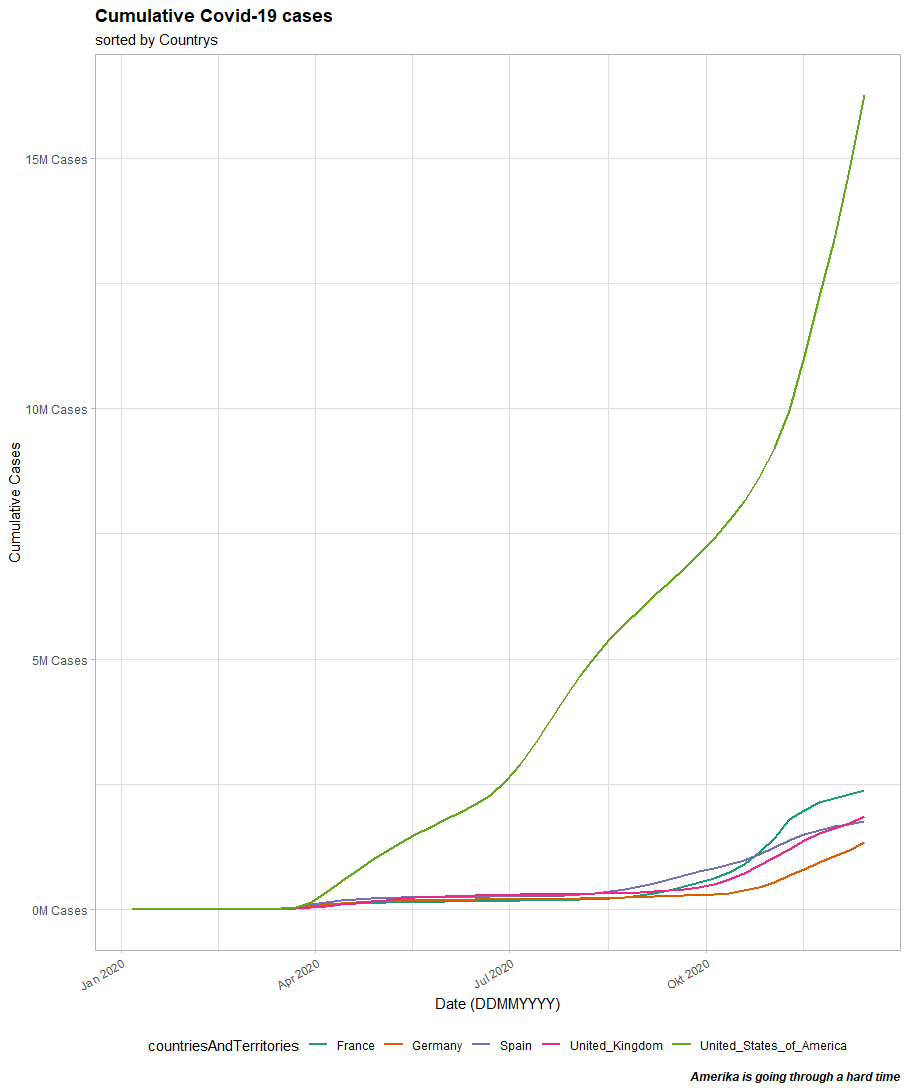 Cumulative Covid-19 cases
sorted by Countrys
15M Cases
10M Cases
5M Cases
0M Cases
Cumulative Cases
Jan 2020
Apr 2020
Jul 2020
Okt 2020
Date (DDMMYYYY)
countriesAndTerritories France Germany Spain United_Kingdom United_States_of_America
Amerika is going through a hard time